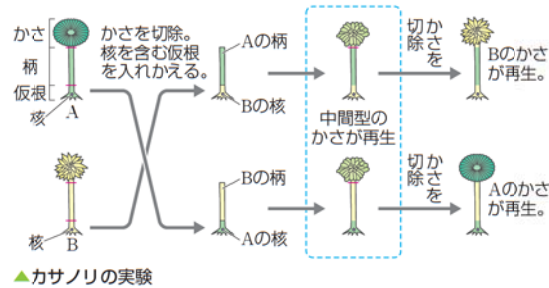 かさ
柄
仮根
核
A
かさを切除。
核を含む仮根
を入れかえる。
Aの柄
Bの核
中間型の
かさが再生
かさを
切除
Bのかさ
が再生。
核
B
Bの柄
Aの核
かさを
切除
Aのかさ
が再生。
▲カサノリの実験